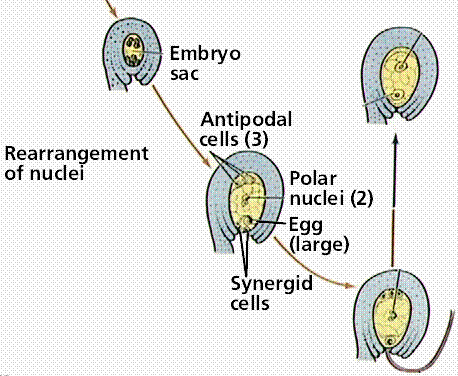 Embryo
sac
Antipodal
cells (3)
Rearrangement
of nuclei
Polar
nuclei (2)
Egg
(large)
Synergid
cells